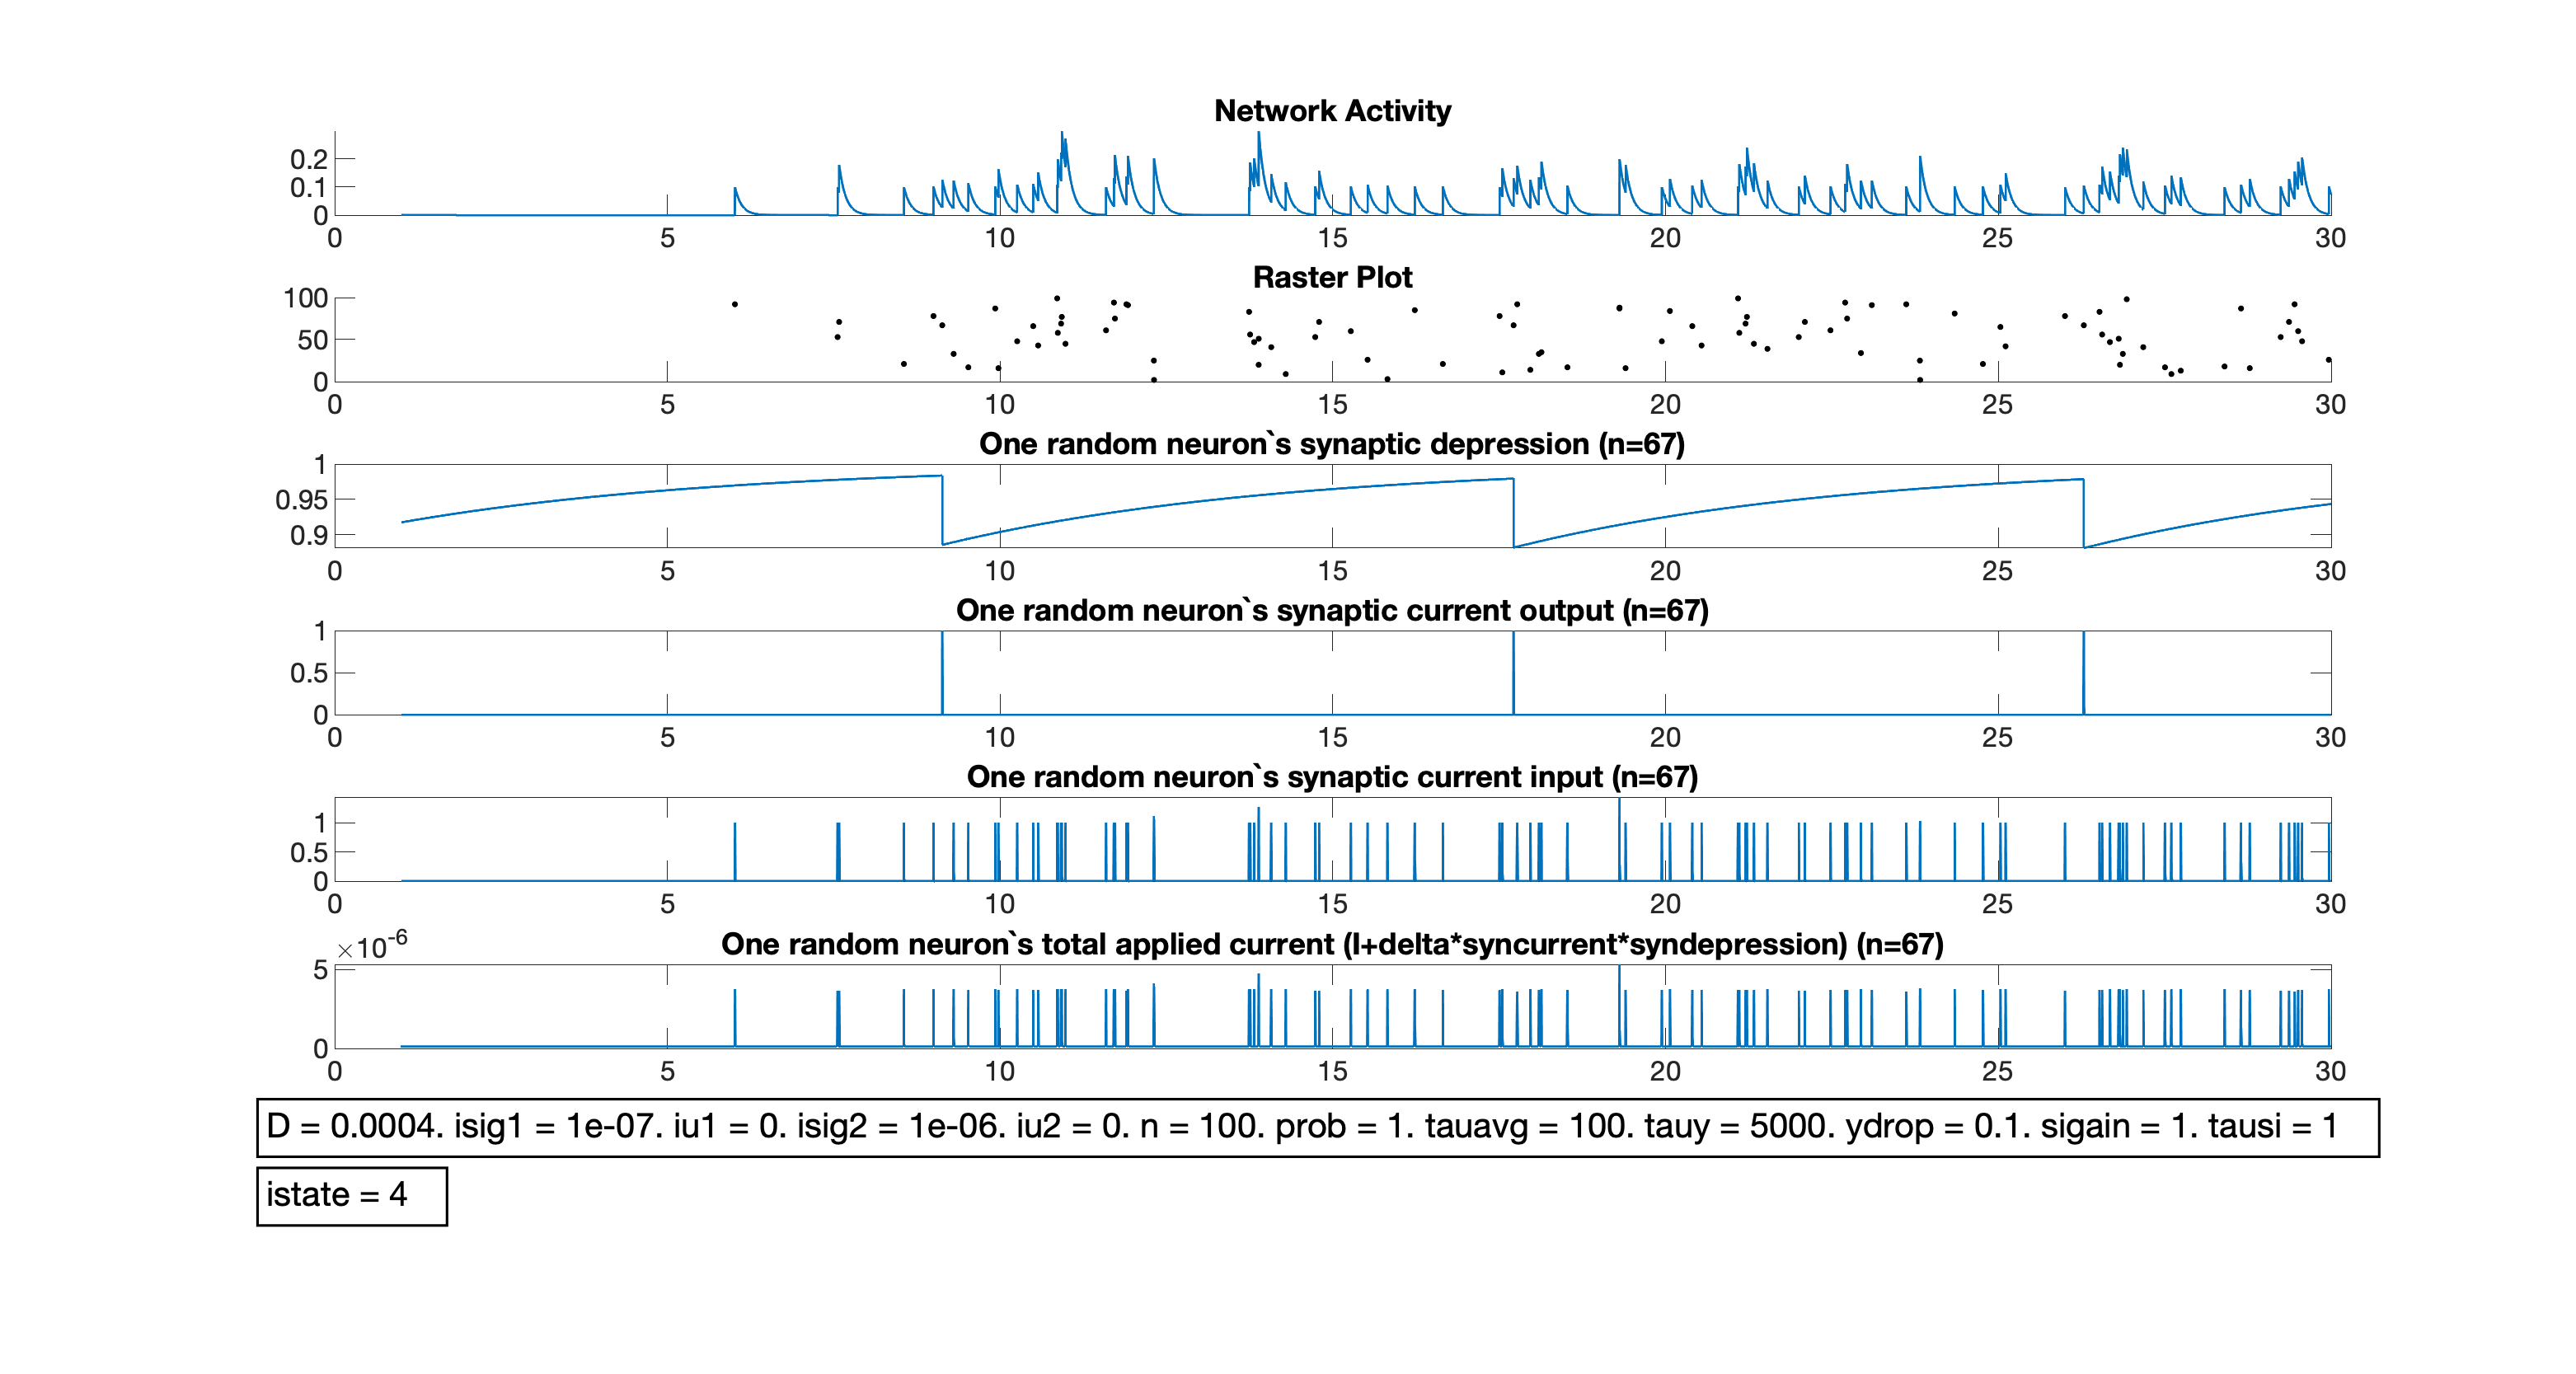 Network Activity
0.2
0.1
0
0 5 10 15 20 25 30
Raster Plot
100
50
0
0 5 10 15 20 25 30
One random neuron`s synaptic depression (n=67)
1
0.95
0.9
0 5 10 15 20 25 30
One random neuron`s synaptic current output (n=67)
1
0.5
0
0 5 10 15 20 25 30
One random neuron`s synaptic current input (n=67)
1
0.5
0
0 5 10 15 20 25 30
×10-6
One random neuron`s total applied current (I+delta*syncurrent*syndepression) (n=67)
5
0
0 5 10 15 20 25 30
D = 0.0004. isig1 = 1e-07. iu1 = 0. isig2 = 1e-06. iu2 = 0. n = 100. prob = 1. tauavg = 100. tauy = 5000. ydrop = 0.1. sigain = 1. tausi = 1
istate = 4